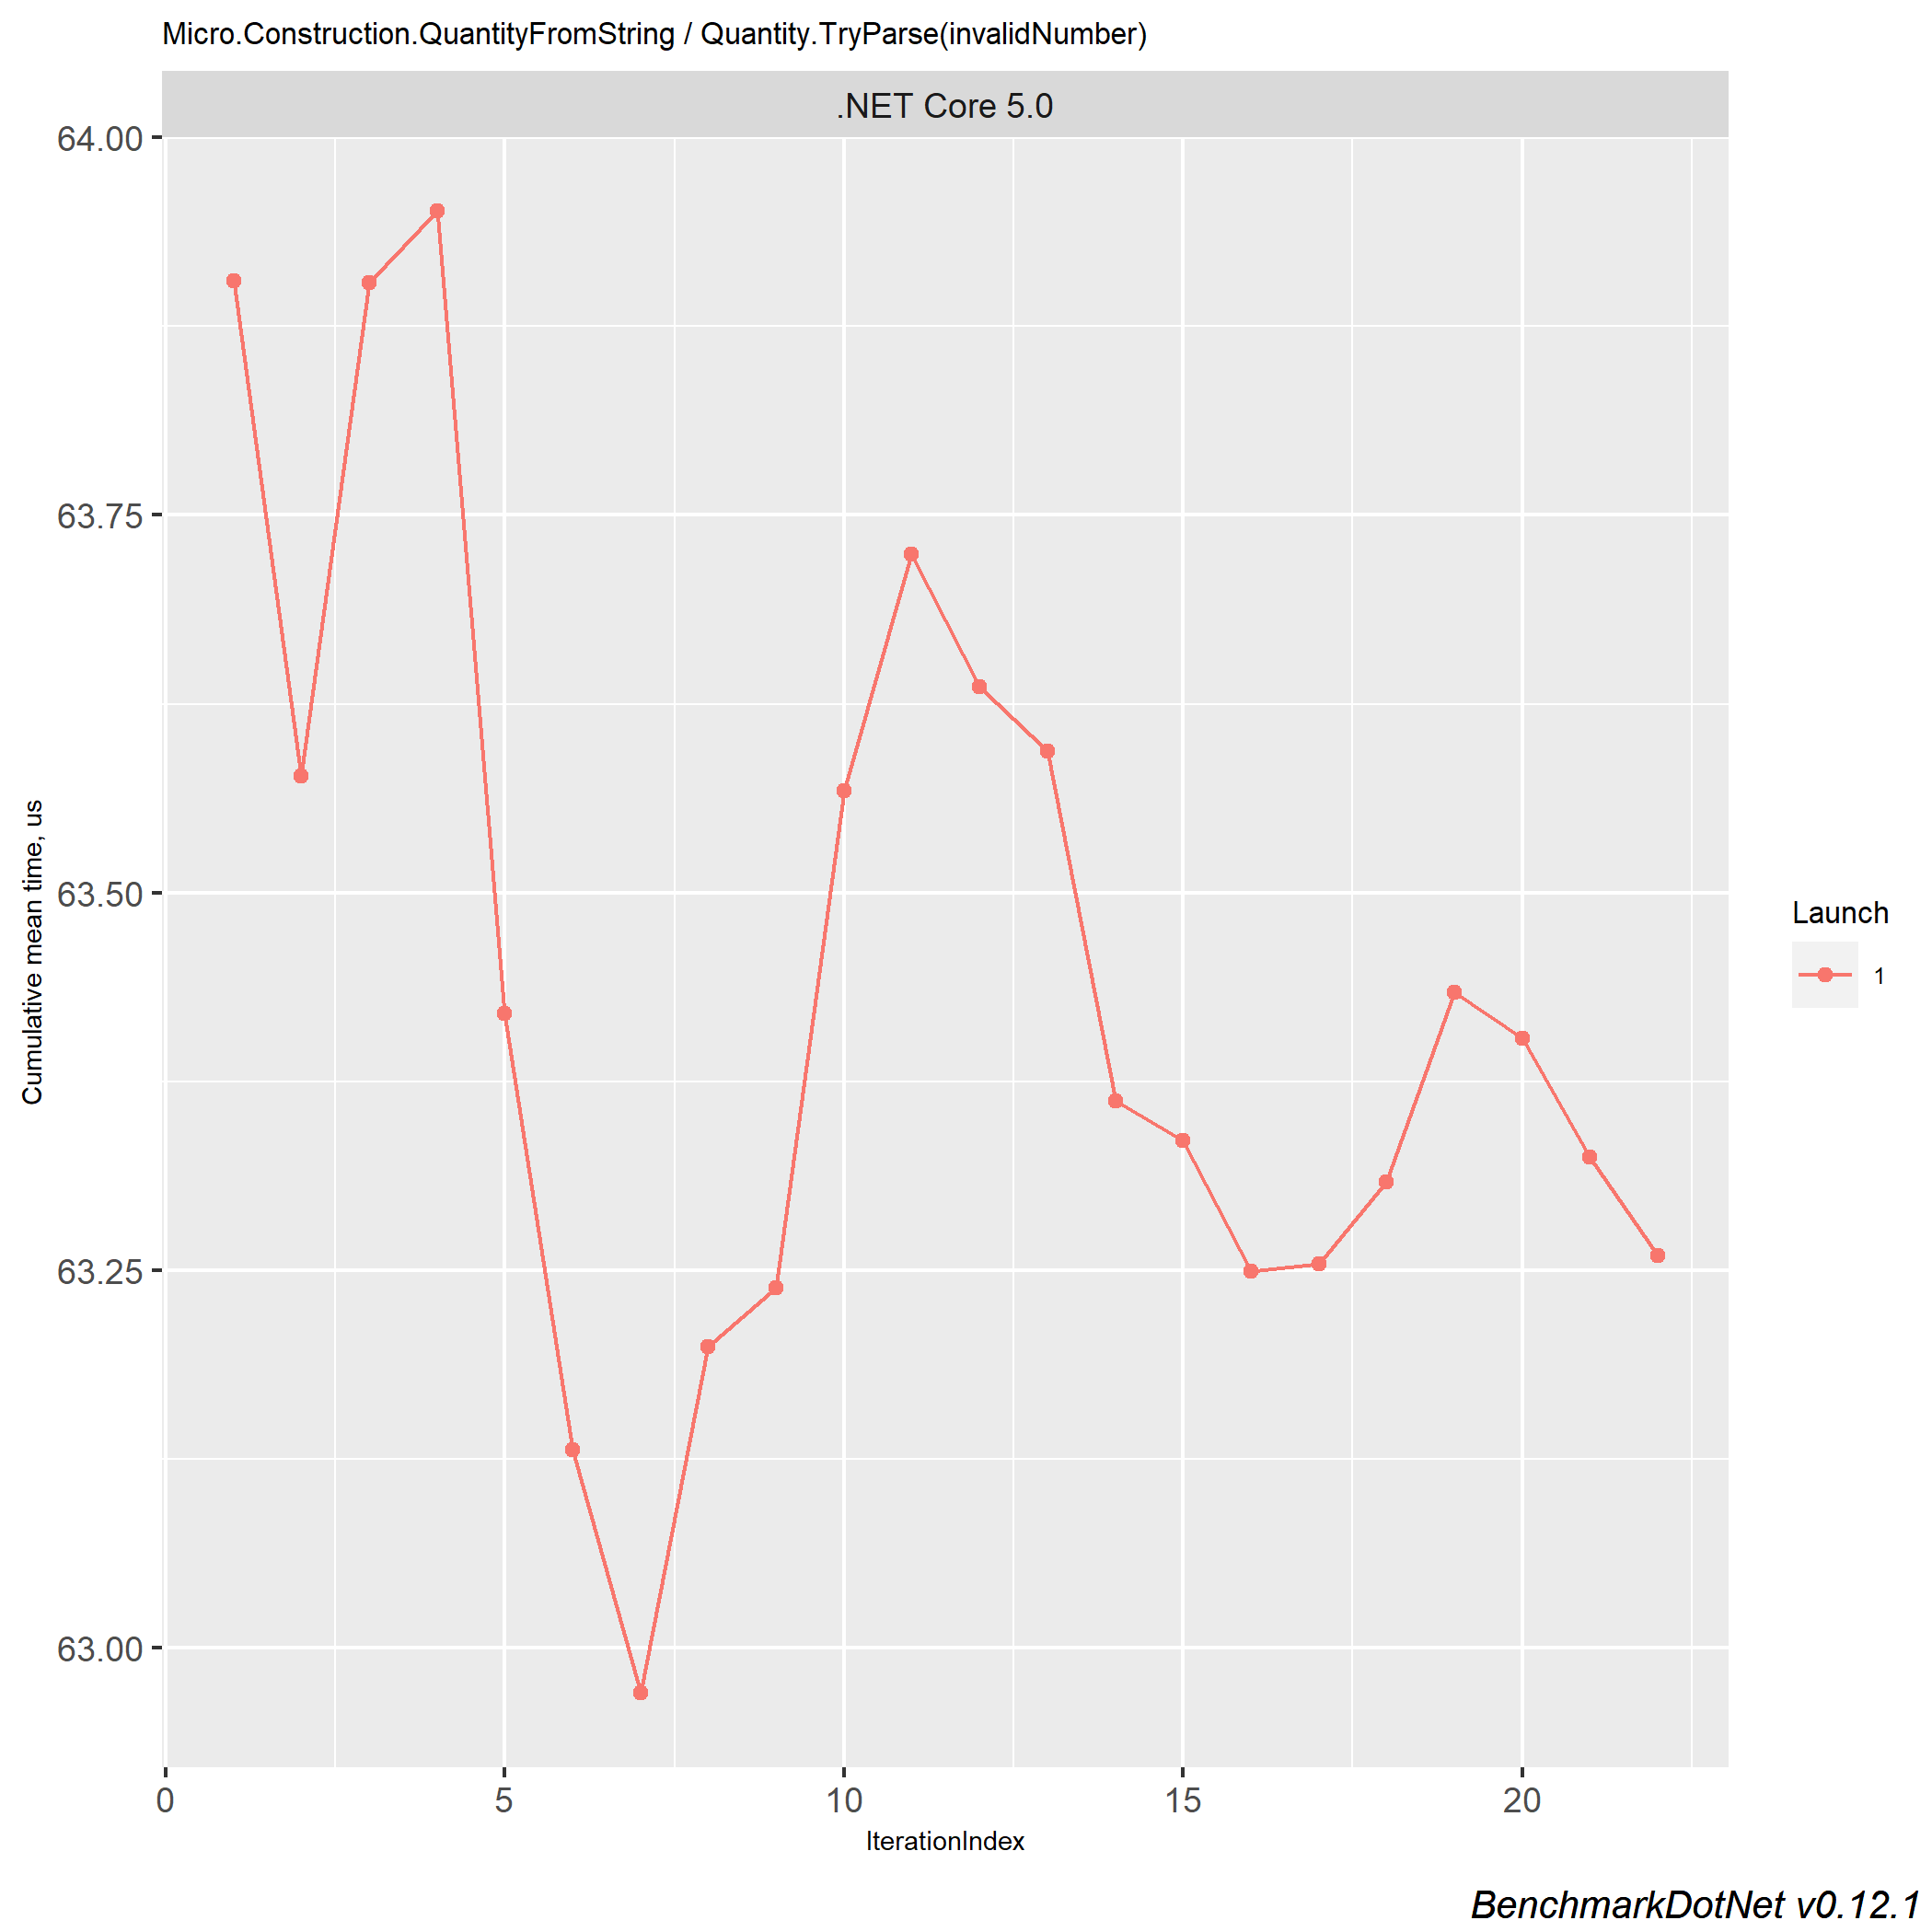 Micro.Construction.QuantityFromString / Quantity.TryParse(invalidNumber)
.NET Core 5.0
64.00
63.75
63.50
63.25
63.00
Cumulative mean time, us
0 5 10 15 20
IterationIndex
Launch
1
BenchmarkDotNet v0.12.1